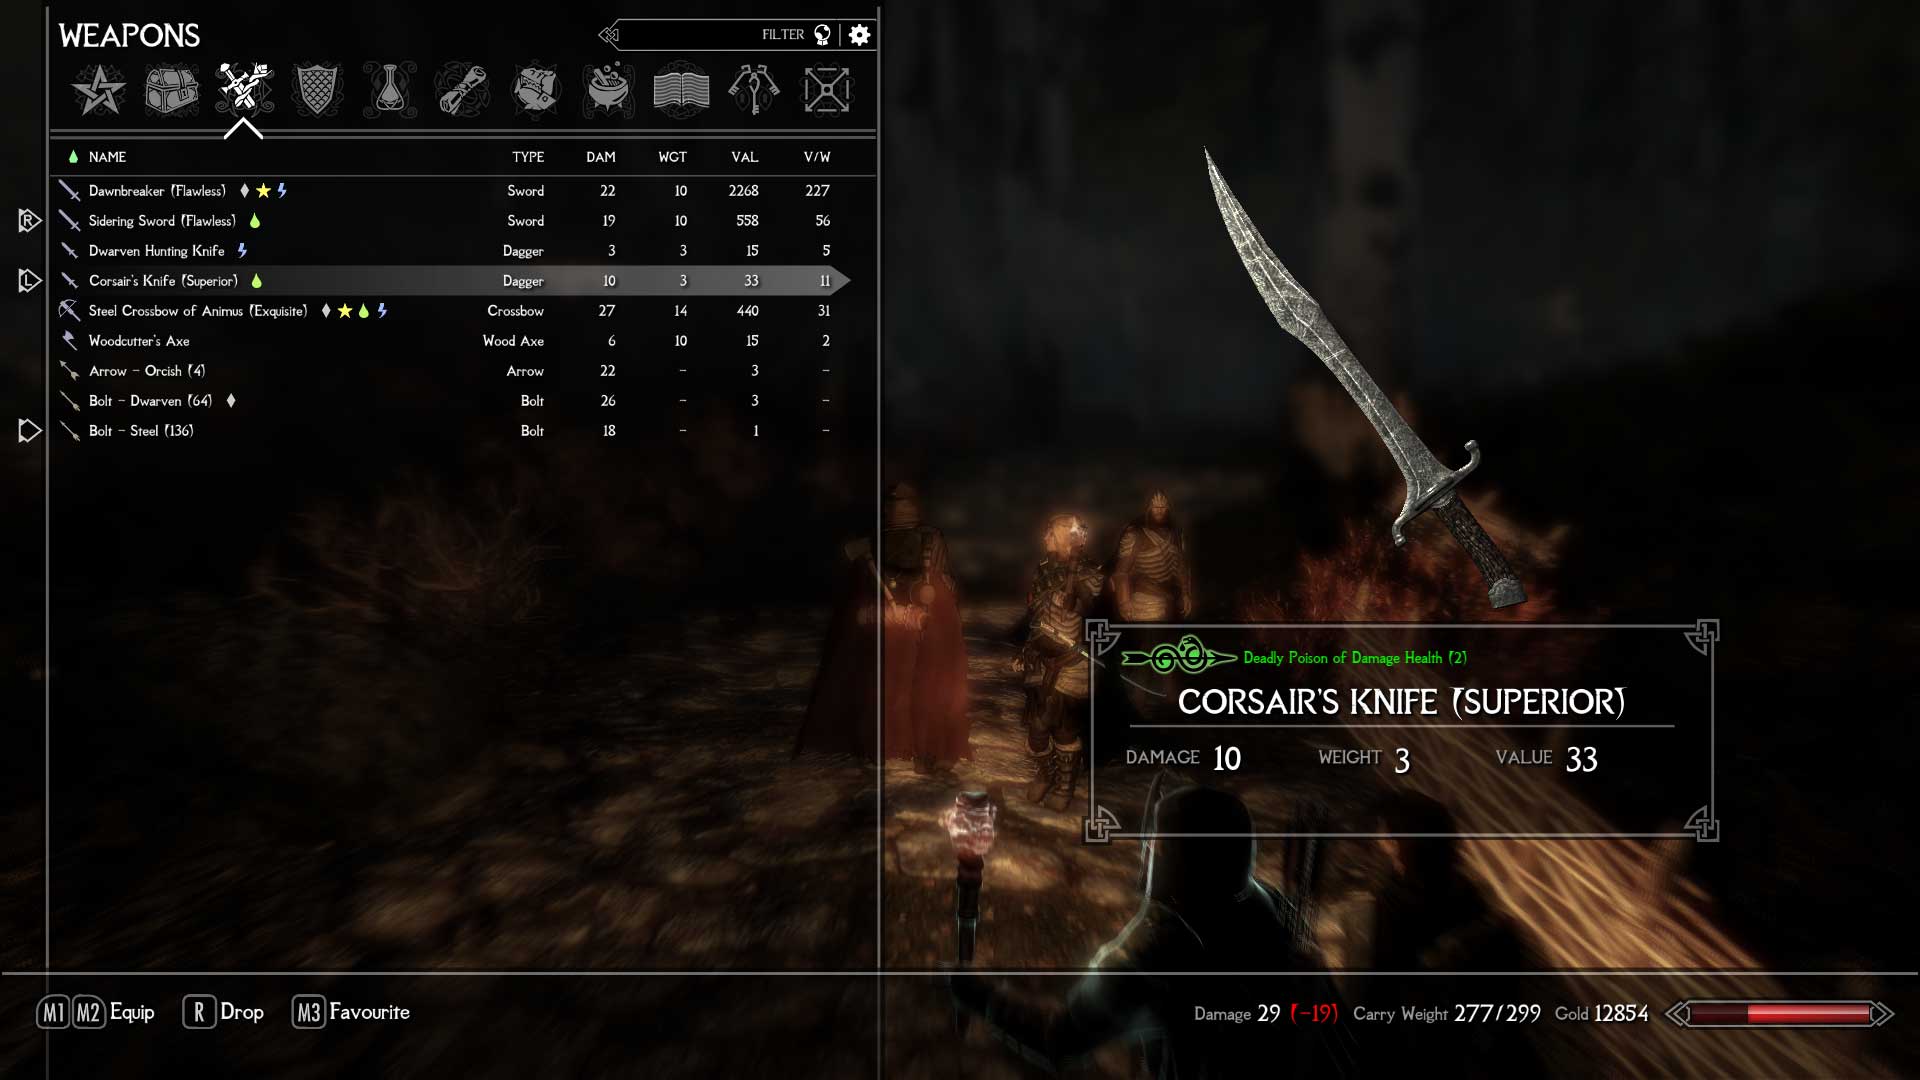 WEAPONS
FILTER
NAME TYPE DAM WGT VAL V/W
Dawnbreaker (Flawless) Sword 22 10 2268 227
R Sidering Sword (Flawless) Sword 19 10 558 56
Dwarven Hunting Knife Dagger 3 3 15 5
L Corsair's Knife (Superior) Dagger 10 3 33 11
Steel Crossbow of Animus (Exquisite) Crossbow 27 14 440 31
Woodcutter's Axe Wood Axe 6 10 15 2
Arrow - Orcish (4) Arrow 22 - 3 -
Bolt - Dwarven (64) Bolt 26 - 3 -
Bolt - Steel (136) Bolt 18 - 1 -
Deadly Poison of Damage Health (2)
CORSAIR'S KNIFE (SUPERIOR)
DAMAGE 10 WEIGHT 3 VALUE 33
M1 M2 Equip R Drop M3 Favourite Damage 29 (-19) Carry Weight 277/299 Gold 12854